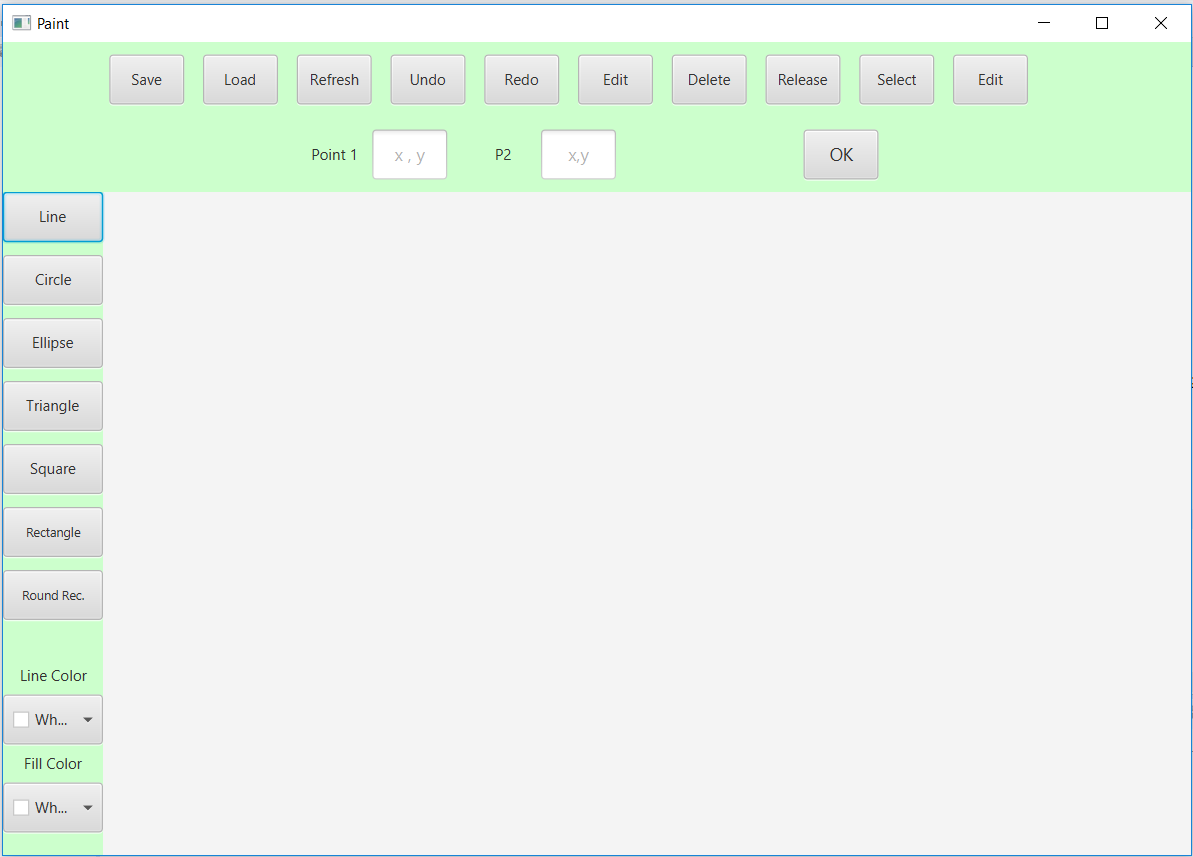 Paint
Save Load Refresh Undo Redo Edit Delete Release Select Edit
Point 1 x , y P2 x,y OK
Line
Circle
Ellipse
Triangle
Square
Rectangle
Round Rec.
Line Color
Wh...
Fill Color
Wh...